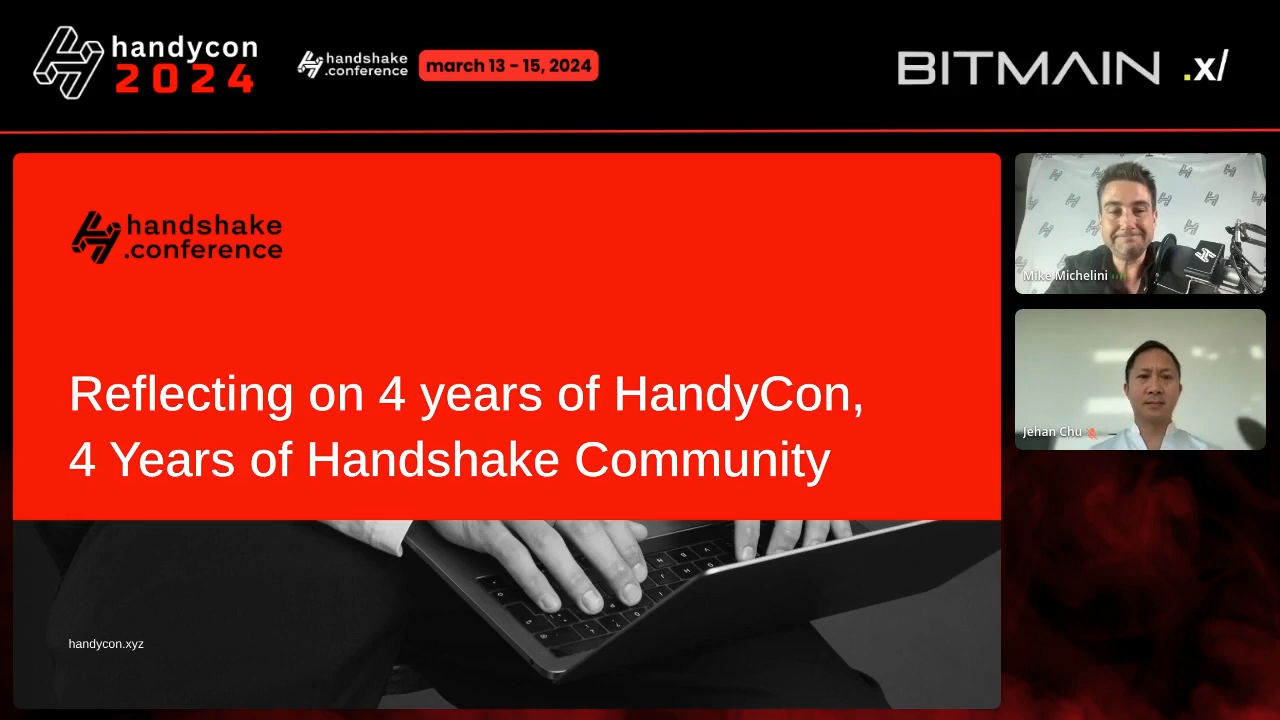 handycon
2024
handshake
.conference
march 13 - 15, 2024
BITMAIN
.x/
handshake
.conference
Reflecting on 4 years of HandyCon,
4 Years of Handshake Community
handycon.xyz
Mike Michelini
Jehan Chu